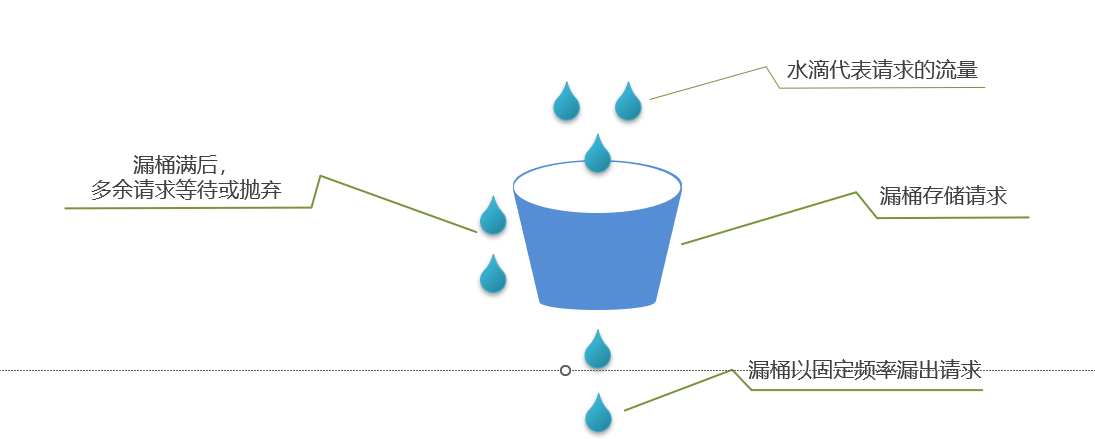 水滴代表请求的流量
漏桶满后，
多余请求等待或抛弃
漏桶存储请求
漏桶以固定频率漏出请求